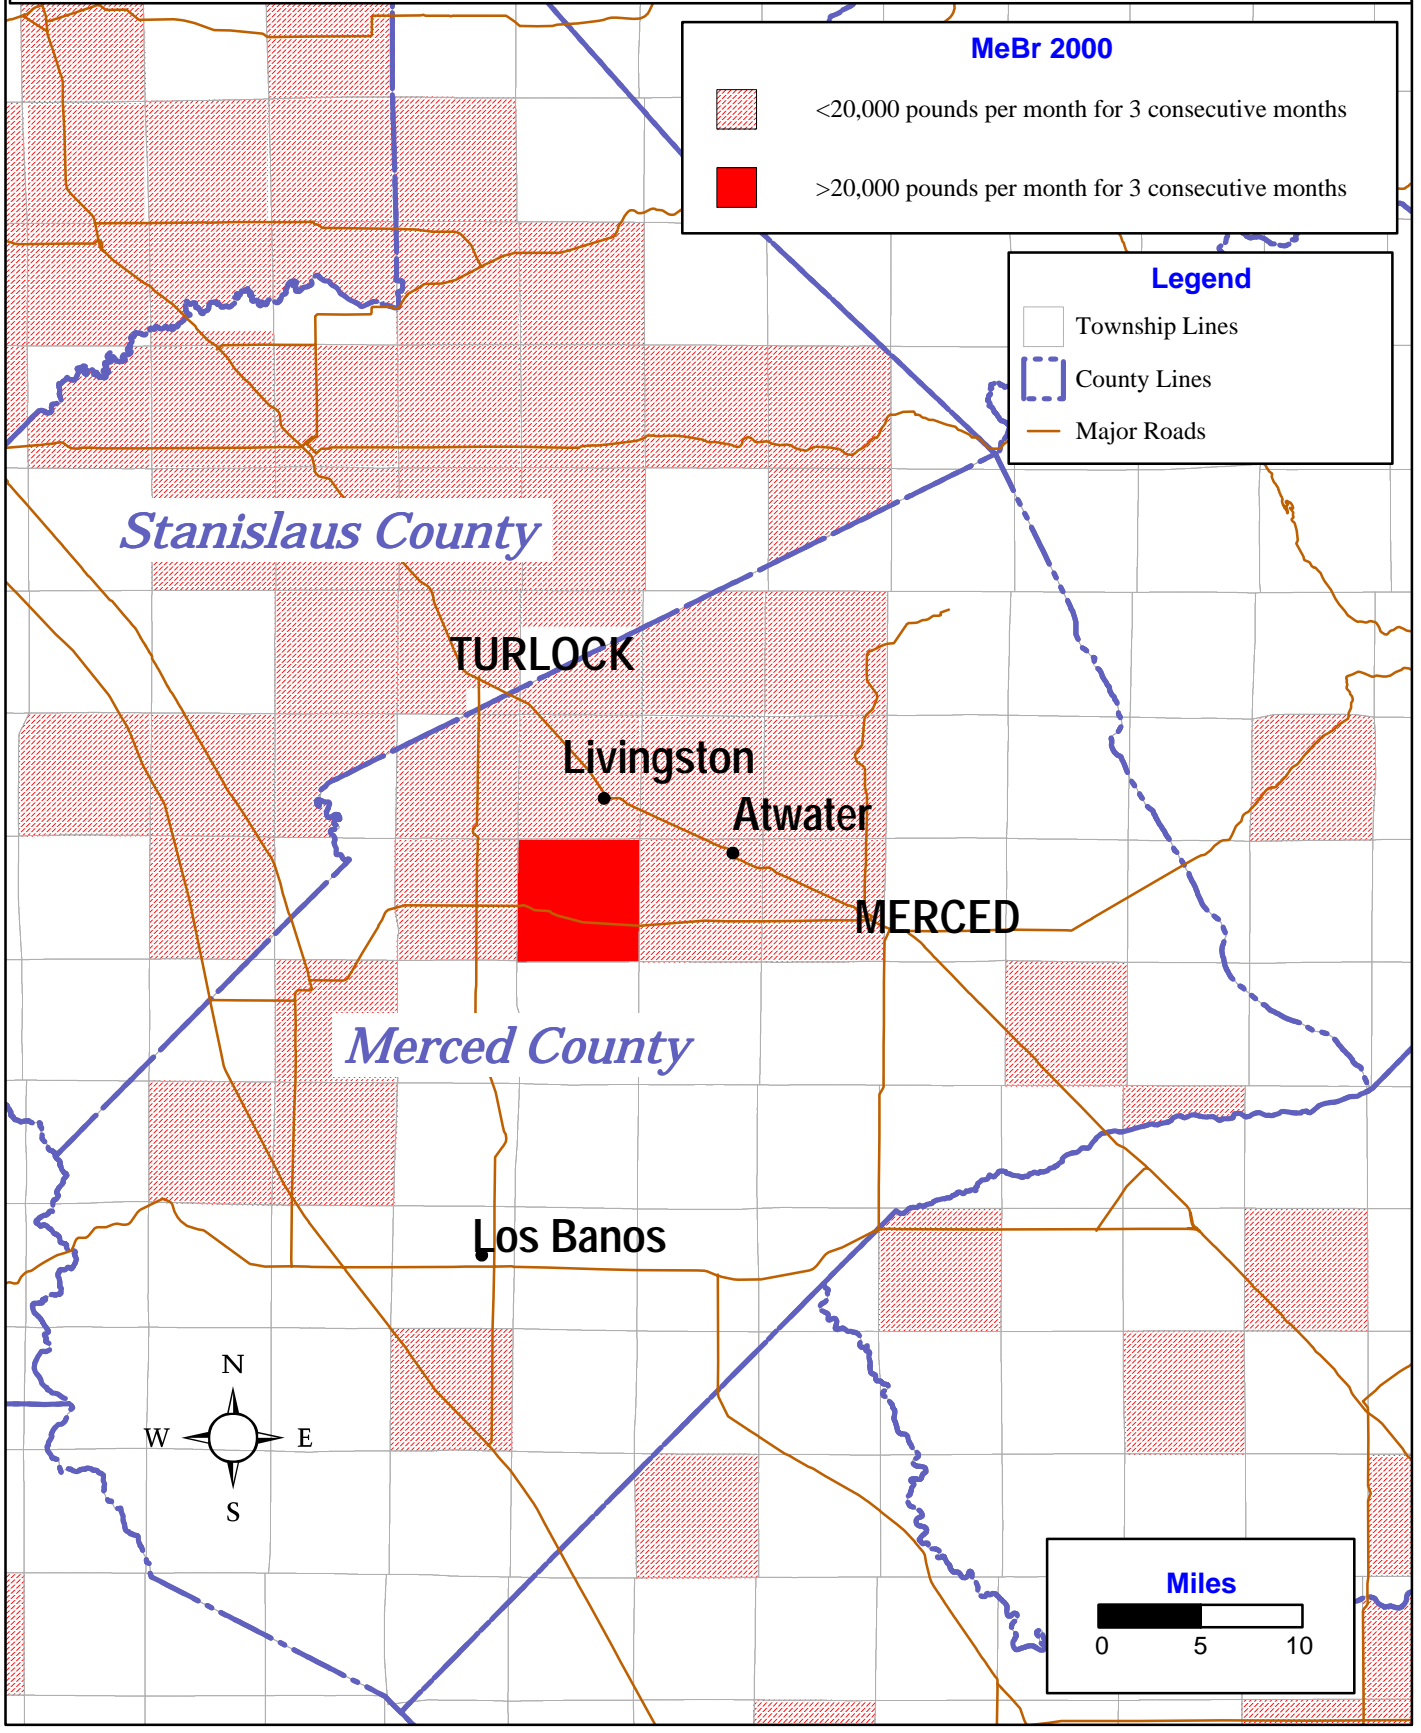 MeBr 2000
<20,000 pounds per month for 3 consecutive months
>20,000 pounds per month for 3 consecutive months
Legend
Township Lines
County Lines
Major Roads
Stanislaus County
TURLOCK
Livingston
Atwater
MERCED
Merced County
Los Banos
N
W E
S
Miles
0 5 10